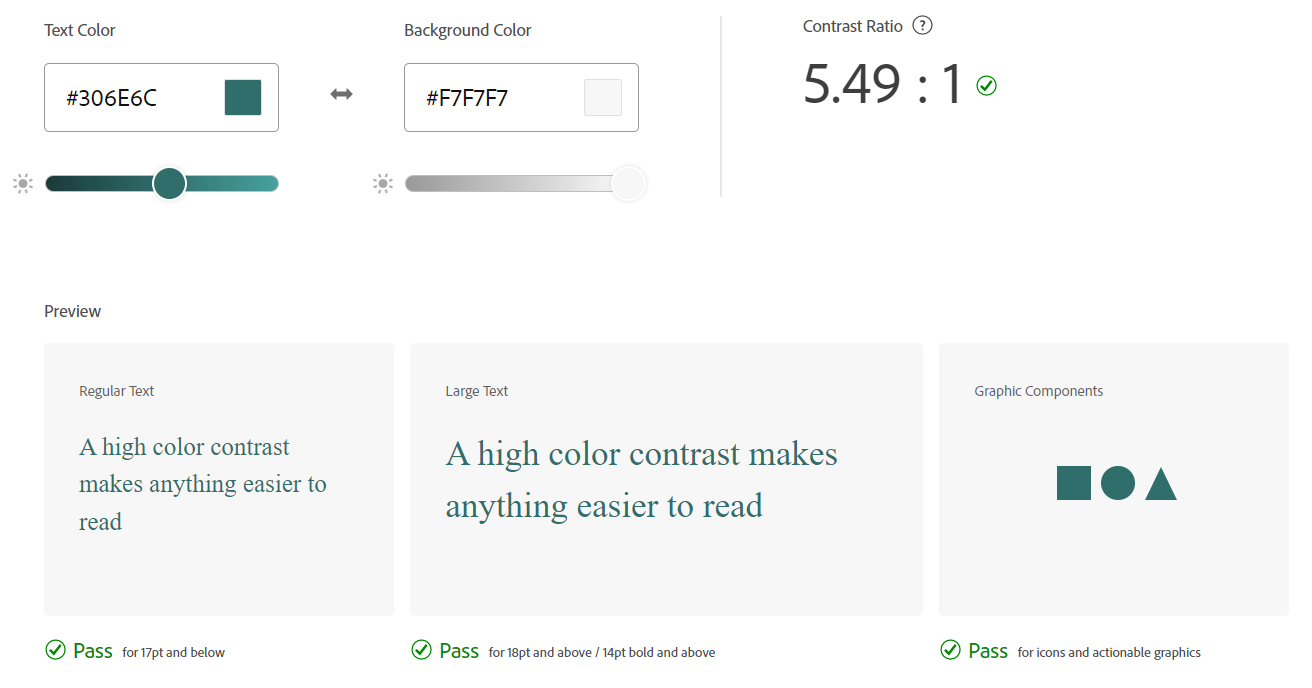 Text Color
Background Color
Contrast Ratio ?
#306E6C
#F7F7F7
5.49 : 1
Preview
Regular Text
A high color contrast
makes anything easier to
read
Large Text
A high color contrast makes
anything easier to read
Graphic Components
Pass for 17pt and below
Pass for 18pt and above / 14pt bold and above
Pass for icons and actionable graphics